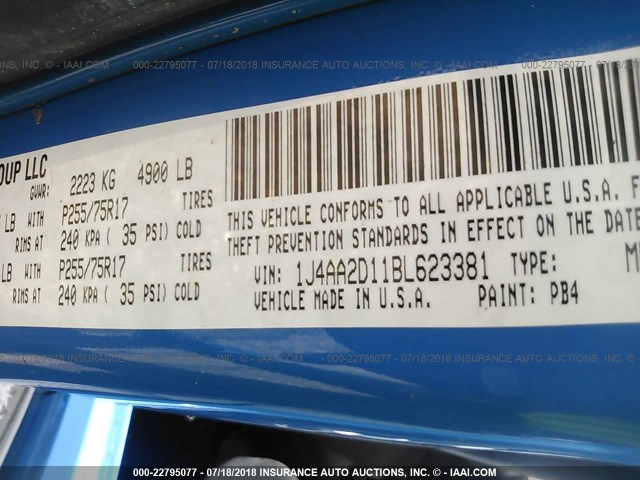 000-22795077 - 07/18/2018 INSURANCE AUTO AUCTIONS, INC. - © - IAAI.COM
OUP LLC
GVWR: 2223 KG 4900 LB
LB WITH P255/75R17 TIRES
RIMS AT 240 KPA ( 35 PSI) COLD
LB WITH P255/75R17 TIRES
RIMS AT 240 KPA ( 35 PSI) COLD
THIS VEHICLE CONFORMS TO ALL APPLICABLE U.S.A. F
THEFT PREVENTION STANDARDS IN EFFECT ON THE DATE
VIN: 1J4AA2D11BL623381 TYPE: M
VEHICLE MADE IN U.S.A. PAINT: PB4
000-22795077 - 07/18/2018 INSURANCE AUTO AUCTIONS, INC. - © - IAAI.COM
000-22795077 - 07/18/2018 INSURANCE AUTO AUCTIONS, INC. - © - IAAI.COM